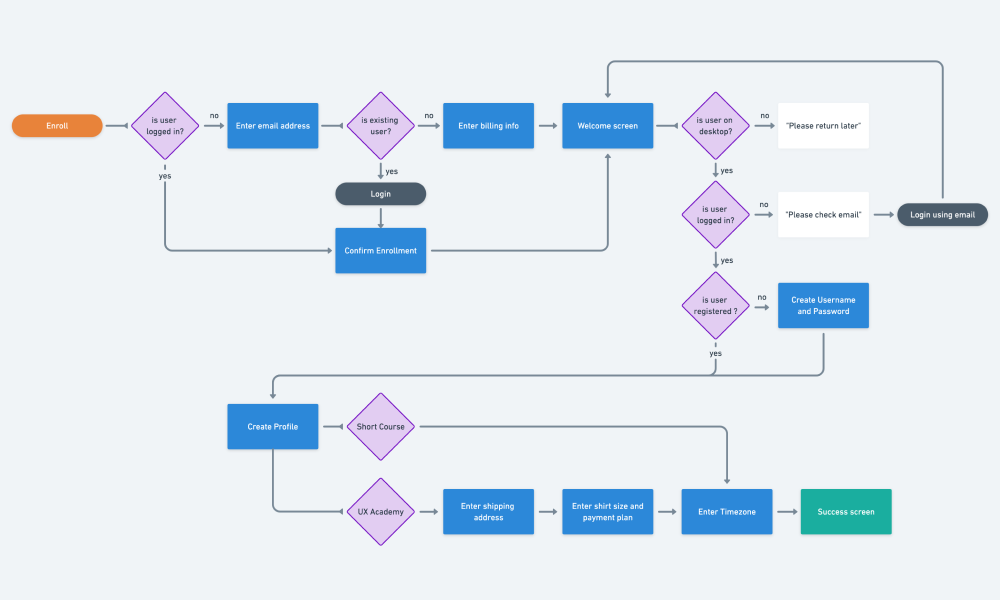 Enroll
is user
logged in?
no
Enter email address
is existing
user?
no
Enter billing info
Welcome screen
is user on
desktop?
no
"Please return later"
yes
yes
yes
Login
is user
logged in?
no
"Please check email"
Login using email
Confirm Enrollment
yes
is user
registered ?
no
Create Username
and Password
yes
Create Profile
Short Course
UX Academy
Enter shipping
address
Enter shirt size and
payment plan
Enter Timezone
Success screen